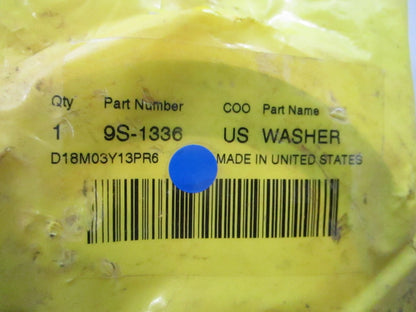 Qty Part Number COO Part Name
1 9S-1336 US WASHER
D18M03Y13PR6 MADE IN UNITED STATES